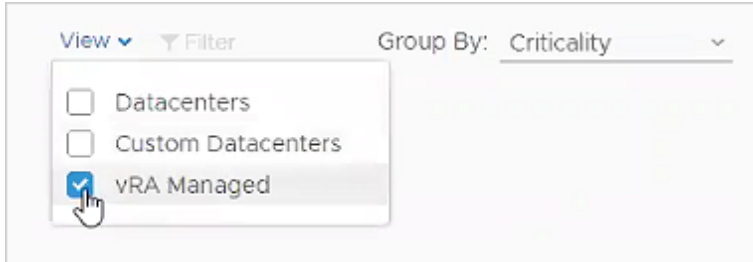 View Filter Group By: Criticality
Datacenters
Custom Datacenters
vRA Managed